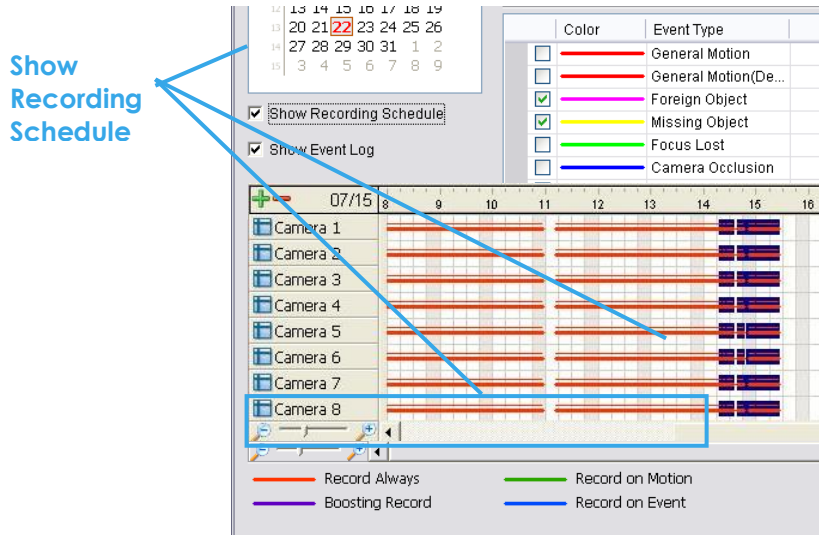 12 13 14 15 16 17 18 19
13 20 21 22 23 24 25 26
14 27 28 29 30 31 1 2
15 3 4 5 6 7 8 9
Show
Recording
Schedule
Show Recording Schedule
Show Event Log
Color Event Type
General Motion
General Motion(De...
Foreign Object
Missing Object
Focus Lost
Camera Occlusion
07/15 8 9 10 11 12 13 14 15 16
Camera 1
Camera 2
Camera 3
Camera 4
Camera 5
Camera 6
Camera 7
Camera 8
Record Always Record on Motion
Boosting Record Record on Event